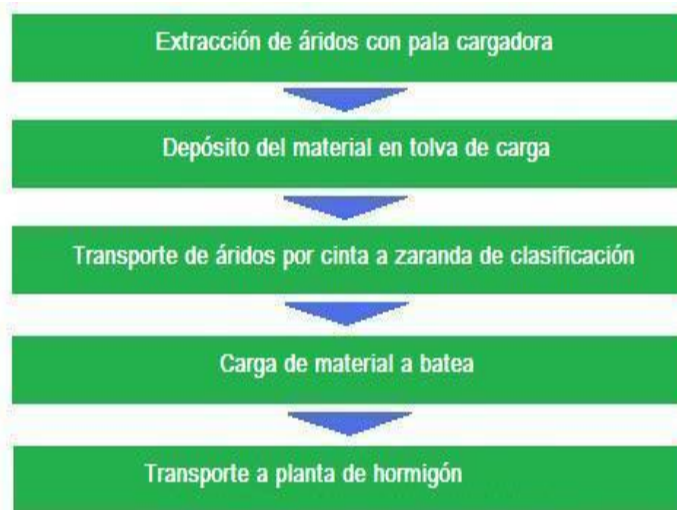 Extracción de áridos con pala cargadora
Depósito del material en tolva de carga
Transporte de áridos por cinta a zaranda de clasificación
Carga de material a batea
Transporte a planta de hormigón